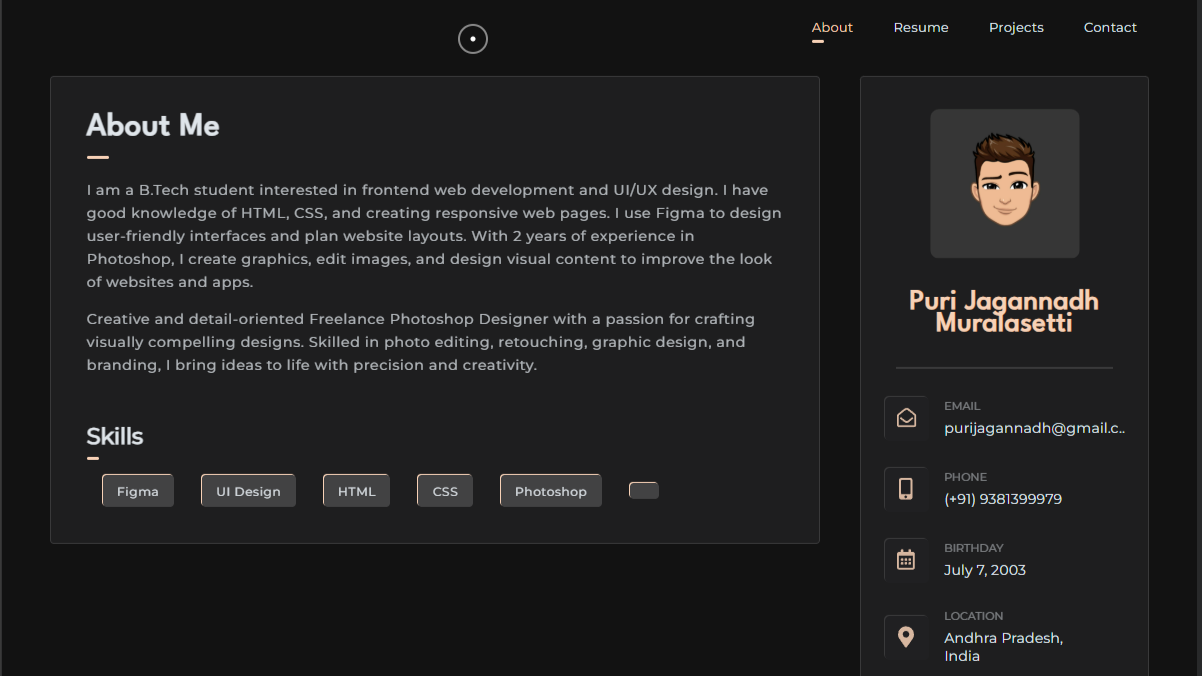 About
Resume
Projects
Contact
About Me
I am a B.Tech student interested in frontend web development and UI/UX design. I have
good knowledge of HTML, CSS, and creating responsive web pages. I use Figma to design
user-friendly interfaces and plan website layouts. With 2 years of experience in
Photoshop, I create graphics, edit images, and design visual content to improve the look
of websites and apps.
Creative and detail-oriented Freelance Photoshop Designer with a passion for crafting
visually compelling designs. Skilled in photo editing, retouching, graphic design, and
branding, I bring ideas to life with precision and creativity.
Skills
Figma
UI Design
HTML
CSS
Photoshop
Puri Jagannadh
Muralasetti
EMAIL
purijagannadh@gmail.c..
PHONE
(+91) 9381399979
BIRTHDAY
July 7, 2003
LOCATION
Andhra Pradesh,
India